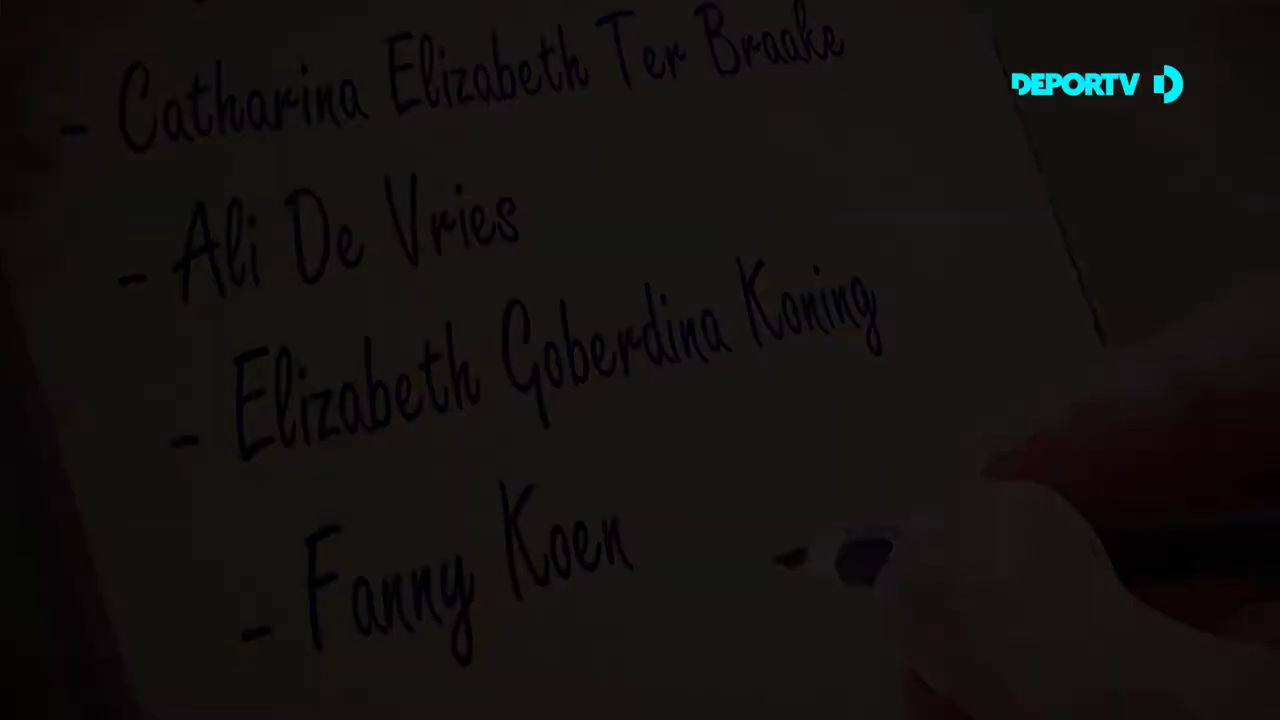 DEPORTV D
- Catharina Elizabeth Ter Braake
- Ali De Vries
- Elizabeth Goberdina Koning
- Fanny Koen